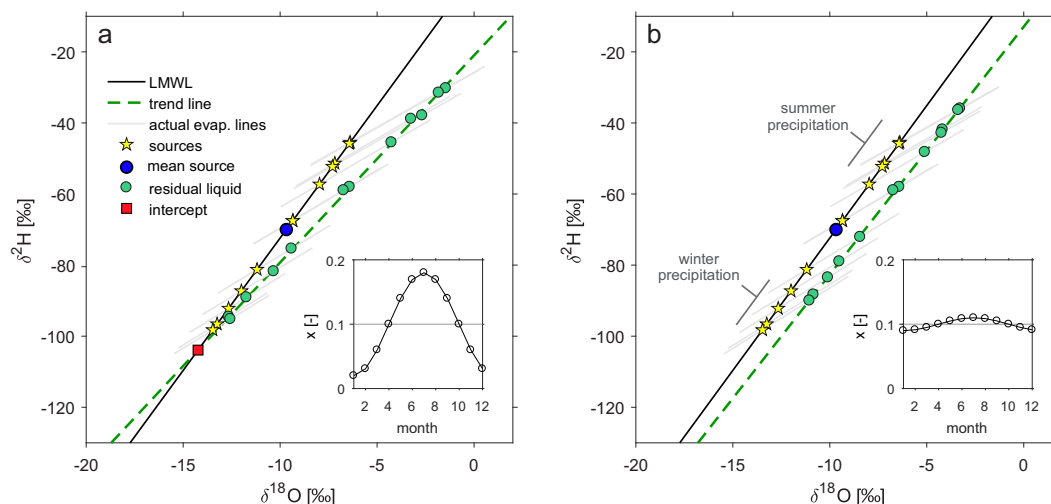 a
LMWL
trend line
actual evap. lines
sources
mean source
residual liquid
intercept
-20
-40
-60
-80
-100
-120
δ²H [‰]
-20
-15
-10
-5
0
δ¹⁸O [‰]
0.2
0.1
0
x [-]
2
4
6
8
10
12
month
b
summer
precipitation
winter
precipitation
-20
-40
-60
-80
-100
-120
δ²H [‰]
-20
-15
-10
-5
0
δ¹⁸O [‰]
0.2
0.1
0
x [-]
2
4
6
8
10
12
month